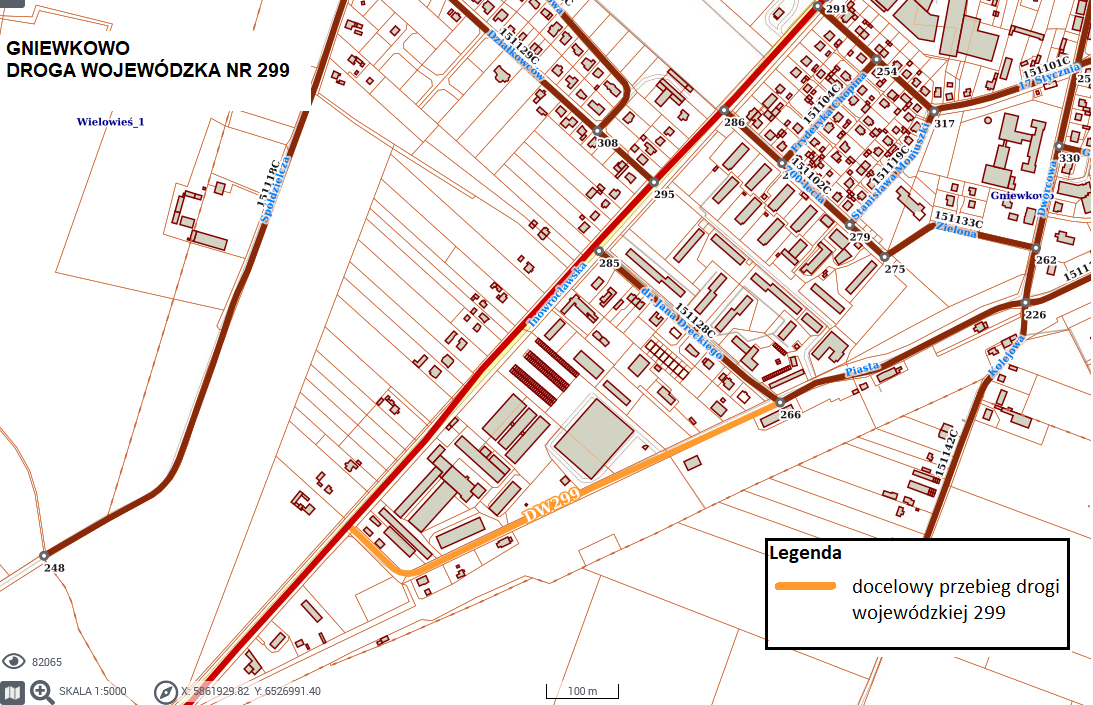 GNIEWKOWO
DROGA WOJEWÓDZKA NR 299
Wielowieś_1
151129C
Działkowców
308
295
291
254
286
151104C
Fryderyka Chopina
151101C
17 Stycznia
317
330
151119C
Stanisława Moniuszki
151102C
700-lecia
279
275
Gniewkowo
Dworcowa
151133C
Zielona
262
226
151118C
Spółdzielcza
285
Inowrocławska
dr. Jana Dreckiego
151128C
Piasta
266
Kolejowa
151142C
DW299
248
Legenda
docelowy przebieg drogi
wojewódzkiej 299
82065
SKALA 1:5000
X: 5861929.82 Y: 6526991.40
100 m